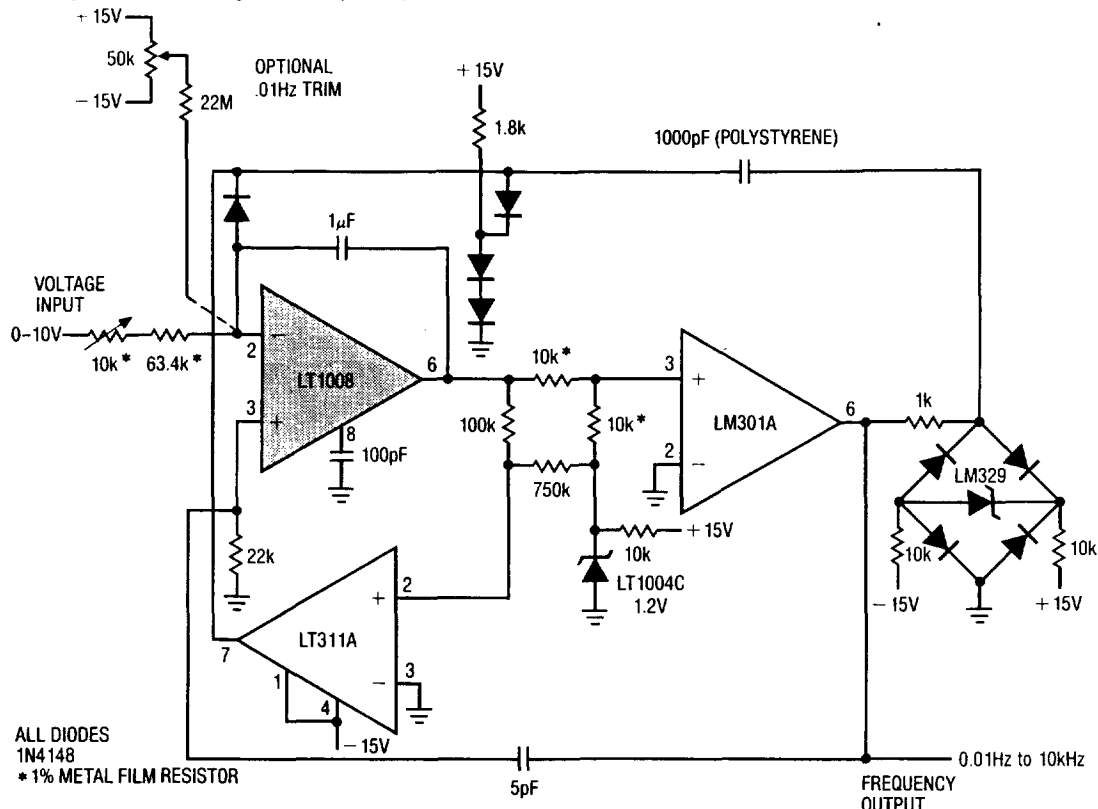 + 15V
50k
− 15V
22M
OPTIONAL
.01Hz TRIM
+ 15V
1.8k
1000pF (POLYSTYRENE)
1µF
VOLTAGE
INPUT
0–10V
10k*
63.4k*
2
−
LT1008
6
3
+
8
100pF
22k
10k*
100k
10k*
750k
+ 15V
10k
LT1004C
1.2V
3
+
LM301A
6
2
−
1k
LM329
10k
− 15V
10k
+ 15V
2
+
LT311A
7
3
−
1
4
− 15V
ALL DIODES
1N4148
* 1% METAL FILM RESISTOR
5pF
0.01Hz to 10kHz
FREQUENCY
OUTPUT